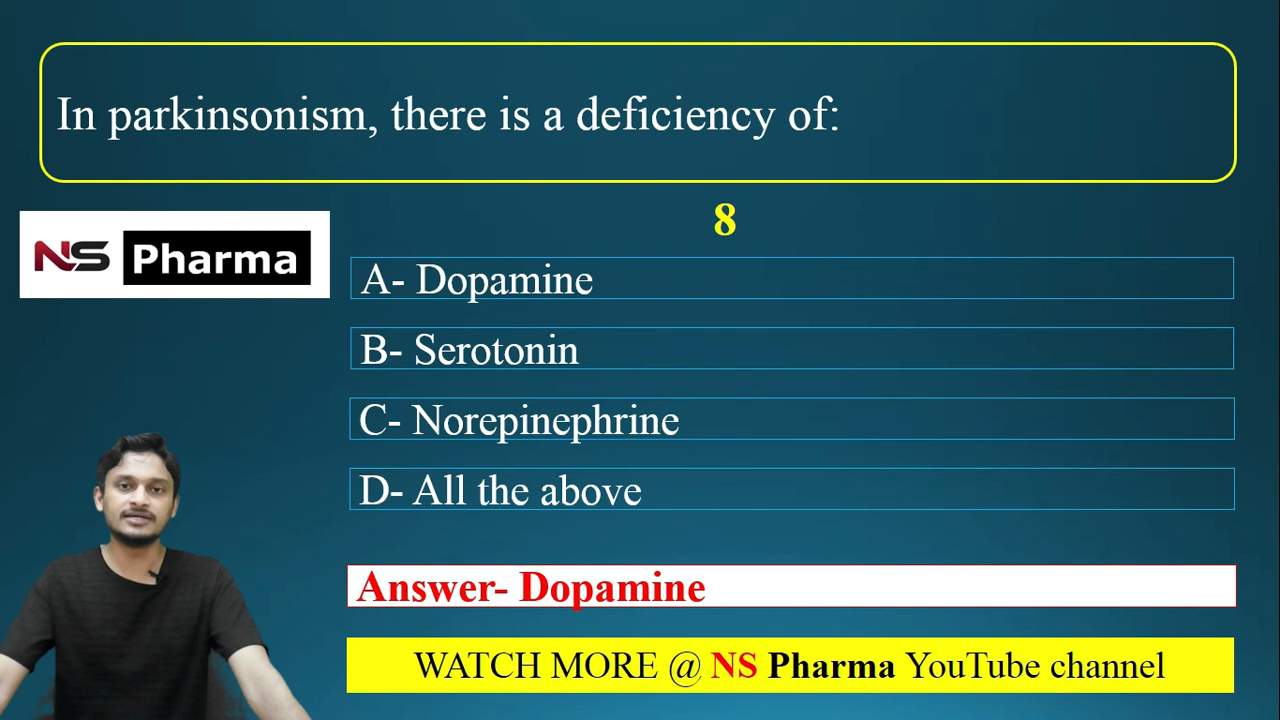 In parkinsonism, there is a deficiency of:
8
NS Pharma
A- Dopamine
B- Serotonin
C- Norepinephrine
D- All the above
Answer- Dopamine
WATCH MORE @ NS Pharma YouTube channel